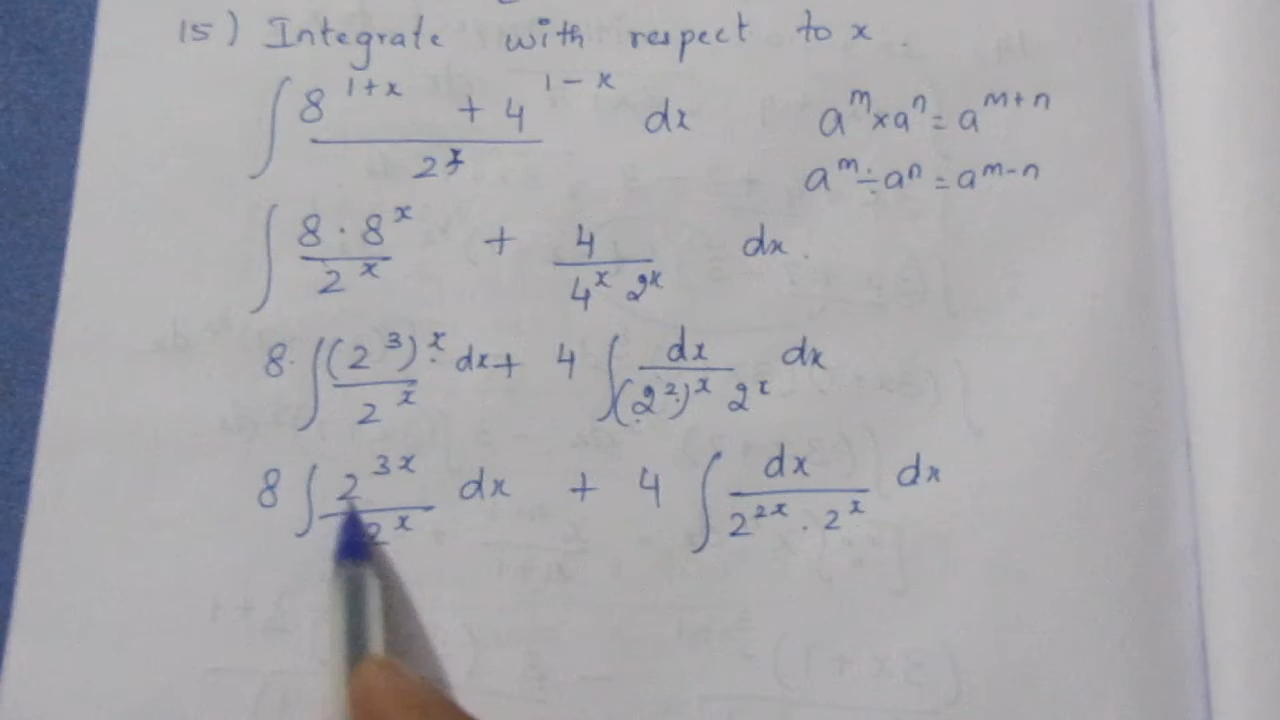 15) Integrate with respect to x.
∫ (8^(1+x) + 4^(1-x)) / 2^x dx
a^m × a^n = a^(m+n)
a^m ÷ a^n = a^(m-n)
∫ (8 · 8^x) / 2^x + 4 / (4^x 2^x) dx.
8 · ∫ (2^3)^x / 2^x dx + 4 ∫ dx / ((2^2)^x 2^x) dx
8 ∫ 2^(3x) / 2^x dx + 4 ∫ dx / (2^(2x) . 2^x) dx